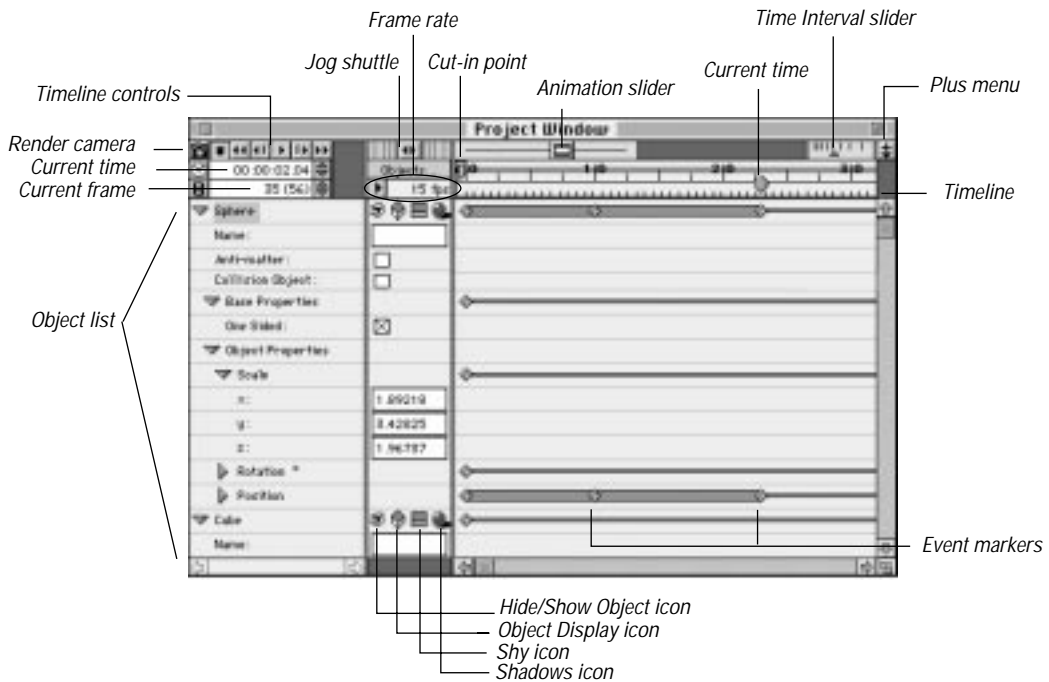 Frame rate
Time Interval slider
Jog shuttle
Cut-in point
Current time
Animation slider
Plus menu
Timeline controls
Project Window
Render camera
Current time
00:00:02.04
Objects
Current frame
35 (56)
15 fps
Timeline
Sphere
Name:
Anti-matter:
Collision Object:
Base Properties
Object list
One Sided:
Object Properties
Scale
x:
1.89218
y:
3.42825
z:
1.96787
Rotation *
Position
Cube
Name:
Event markers
Hide/Show Object icon
Object Display icon
Shy icon
Shadows icon